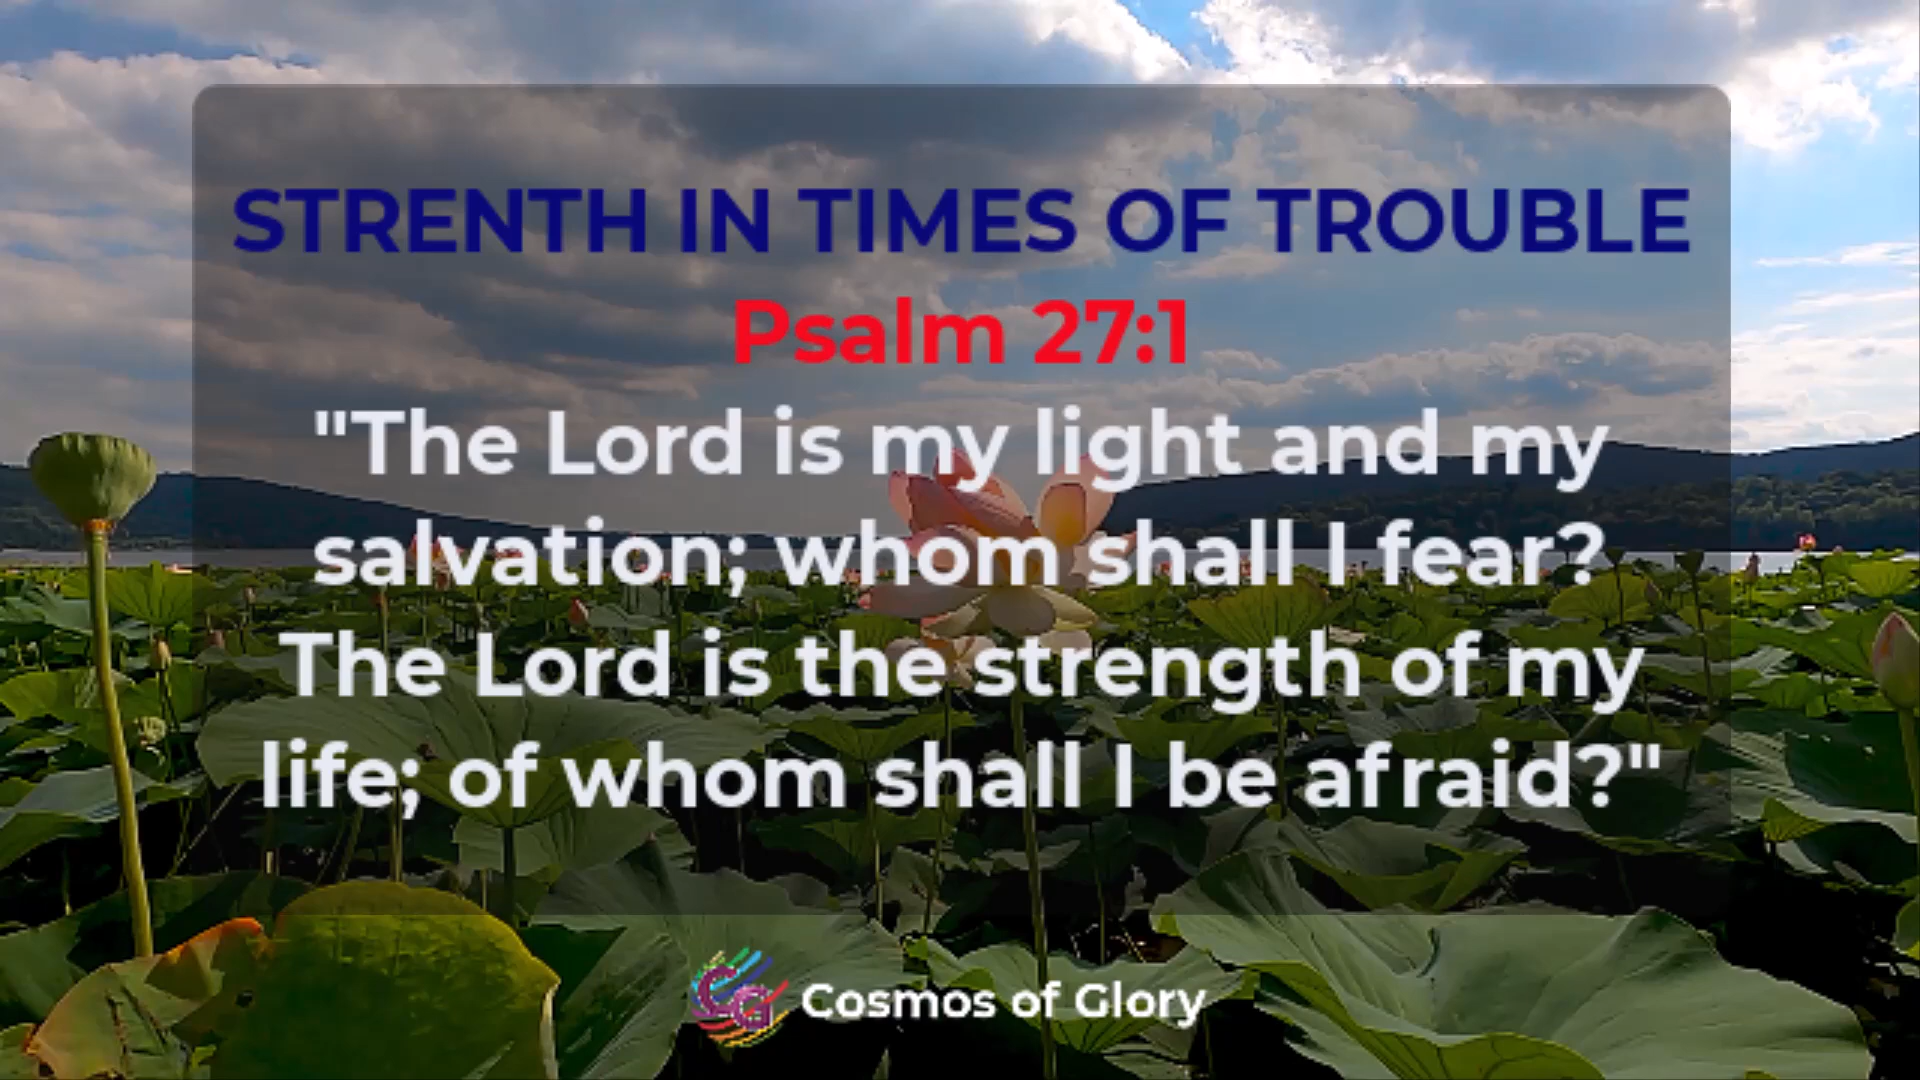 STRENTH IN TIMES OF TROUBLE
Psalm 27:1
"The Lord is my light and my
salvation; whom shall I fear?
The Lord is the strength of my
life; of whom shall I be afraid?"
CG
Cosmos of Glory